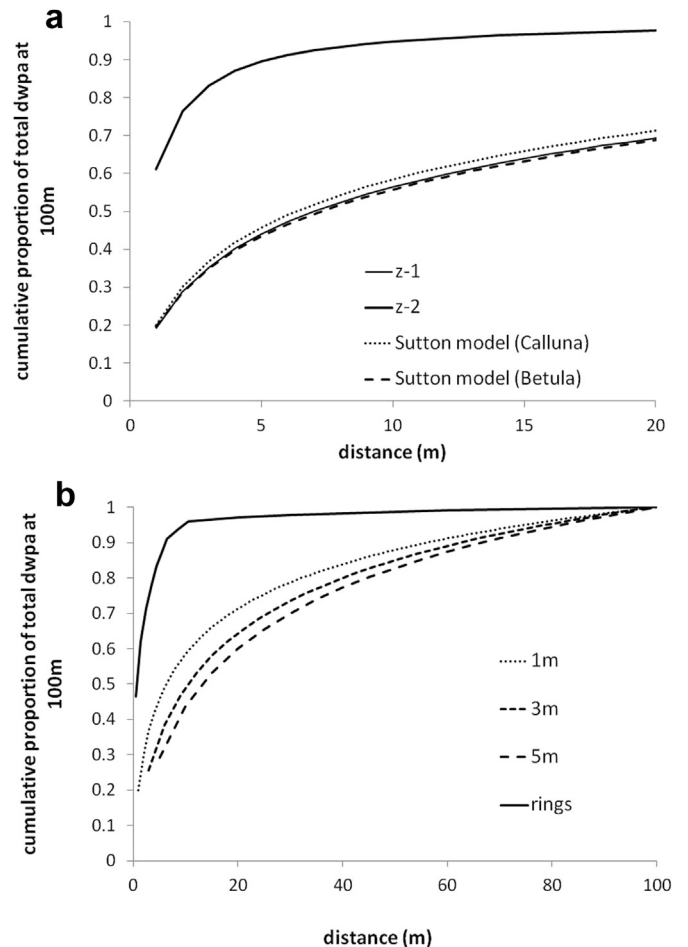 a
cumulative proportion of total dwpa at
100m
1
0.9
0.8
0.7
0.6
0.5
0.4
0.3
0.2
0.1
0
z-1
z-2
Sutton model (Calluna)
Sutton model (Betula)
0 5 10 15 20
distance (m)
b
cumulative proportion of total dwpa at
100m
1
0.9
0.8
0.7
0.6
0.5
0.4
0.3
0.2
0.1
0
1m
3m
5m
rings
0 20 40 60 80 100
distance (m)